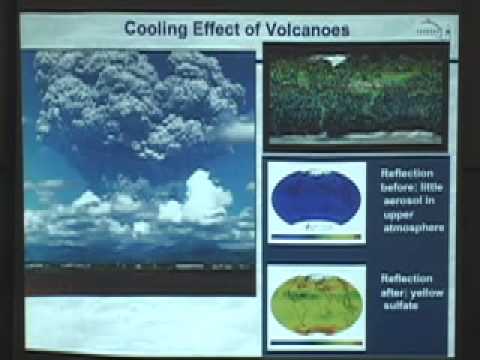 Cooling Effect of Volcanoes
Reflection
before: little
aerosol in
upper
atmosphere
Reflection
after: yellow
sulfate